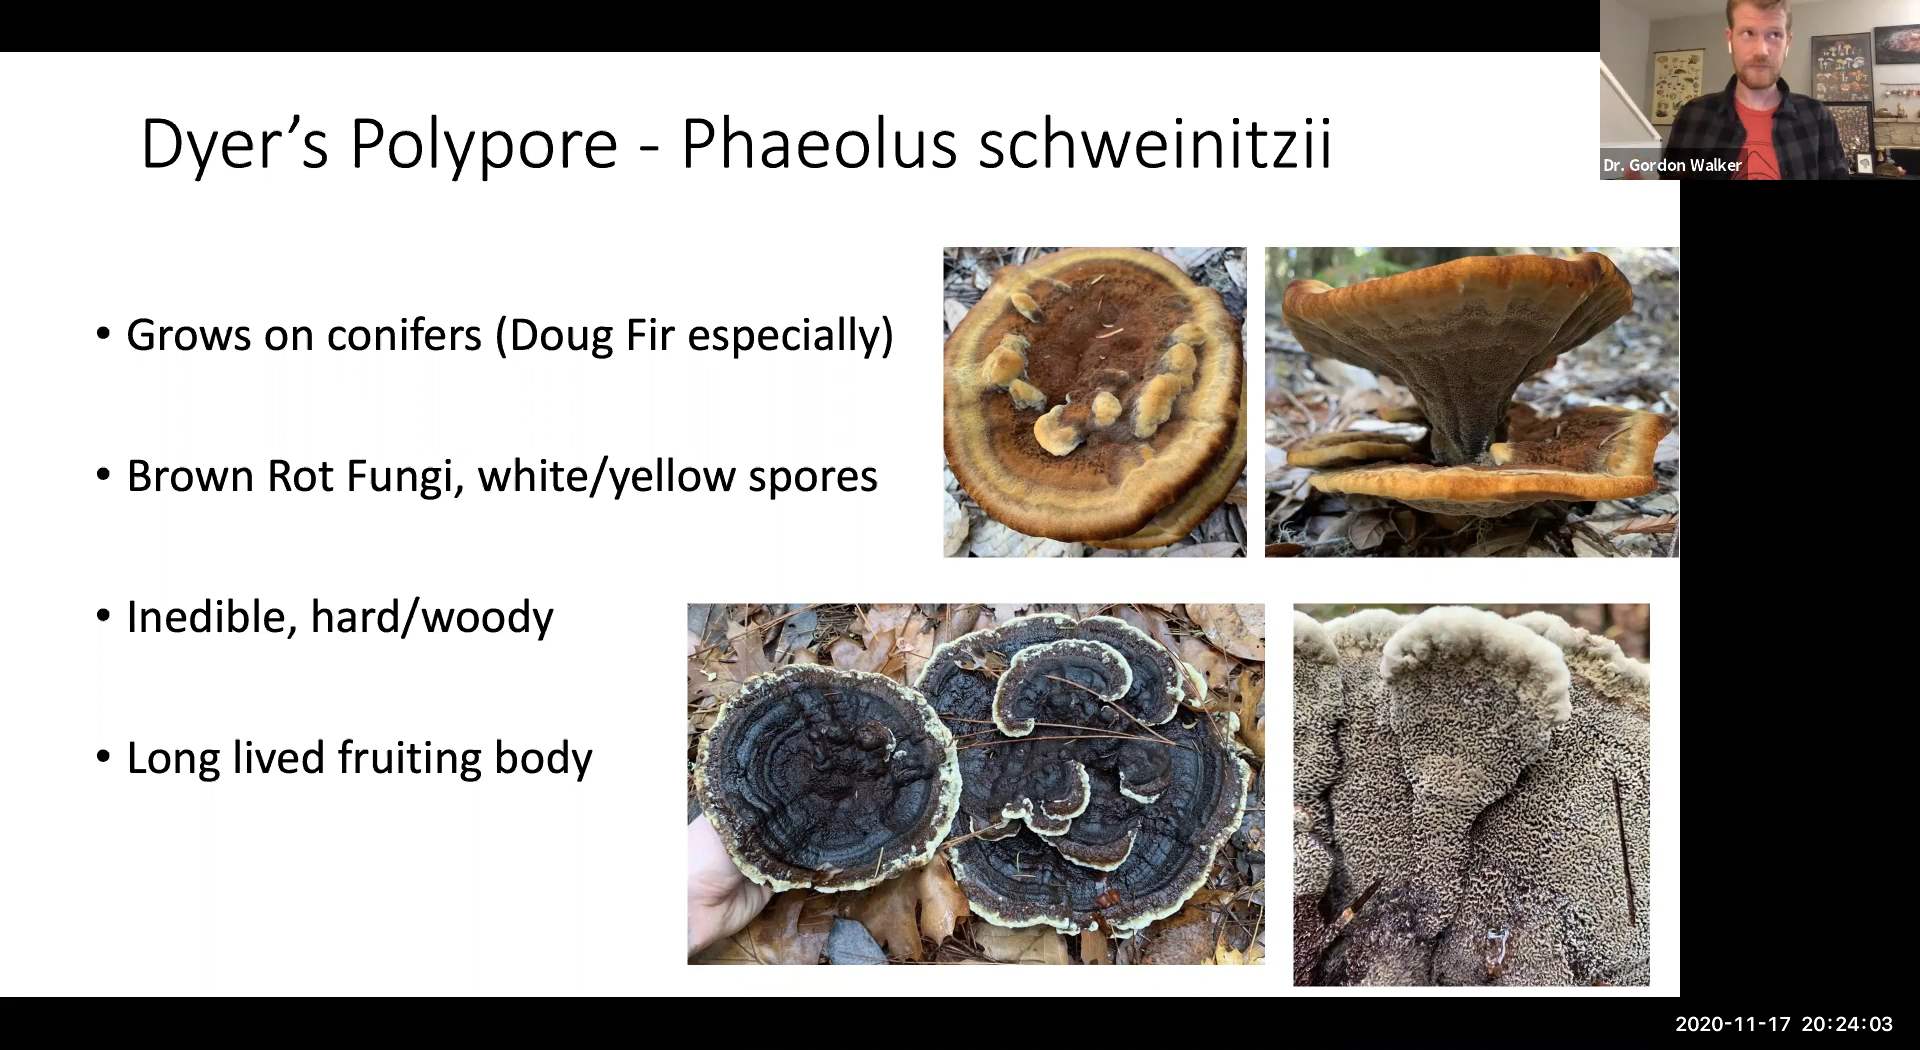 Dyer's Polypore - Phaeolus schweinitzii
Dr. Gordon Walker
• Grows on conifers (Doug Fir especially)
• Brown Rot Fungi, white/yellow spores
• Inedible, hard/woody
• Long lived fruiting body
2020-11-17 20:24:03